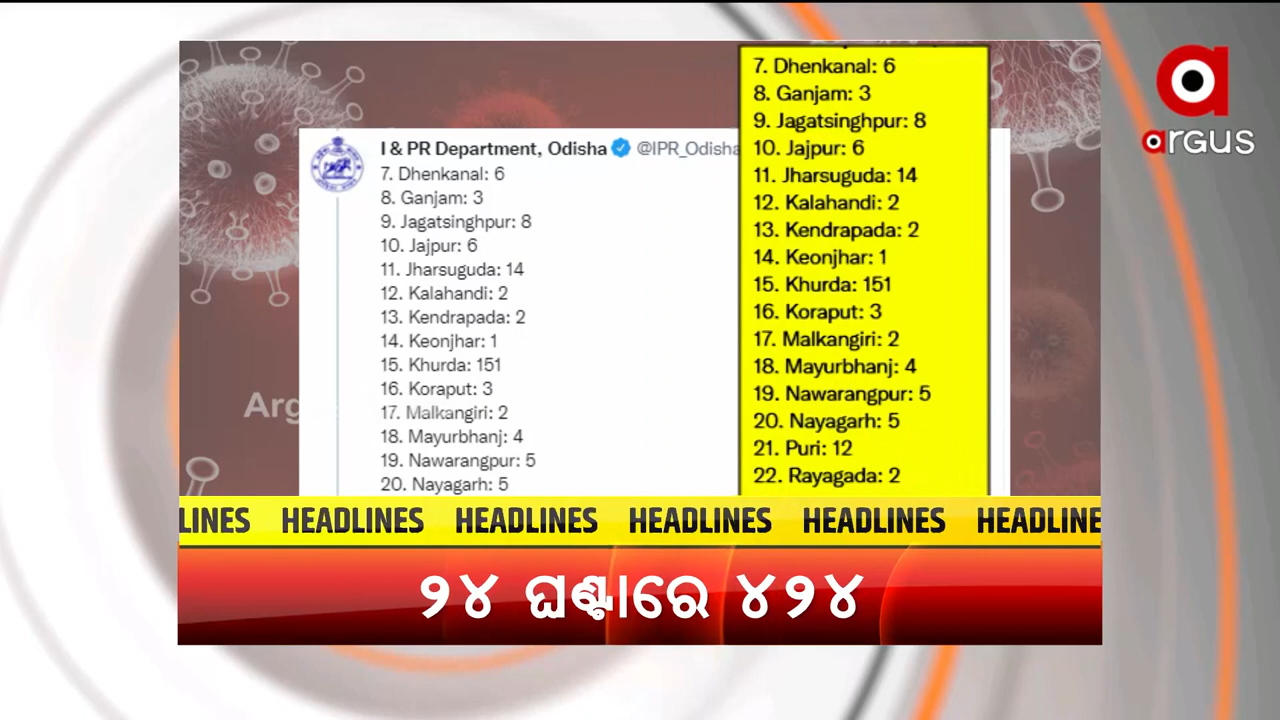 I & PR Department, Odisha @IPR_Odisha
7. Dhenkanal: 6
8. Ganjam: 3
9. Jagatsinghpur: 8
10. Jajpur: 6
11. Jharsuguda: 14
12. Kalahandi: 2
13. Kendrapada: 2
14. Keonjhar: 1
15. Khurda: 151
16. Koraput: 3
17. Malkangiri: 2
18. Mayurbhanj: 4
19. Nawarangpur: 5
20. Nayagarh: 5
7. Dhenkanal: 6
8. Ganjam: 3
9. Jagatsinghpur: 8
10. Jajpur: 6
11. Jharsuguda: 14
12. Kalahandi: 2
13. Kendrapada: 2
14. Keonjhar: 1
15. Khurda: 151
16. Koraput: 3
17. Malkangiri: 2
18. Mayurbhanj: 4
19. Nawarangpur: 5
20. Nayagarh: 5
21. Puri: 12
22. Rayagada: 2
a
argus
Arg
LINES HEADLINES HEADLINES HEADLINES HEADLINES HEADLINE
୨୪ ଘଣ୍ଟାରେ ୪୨୪